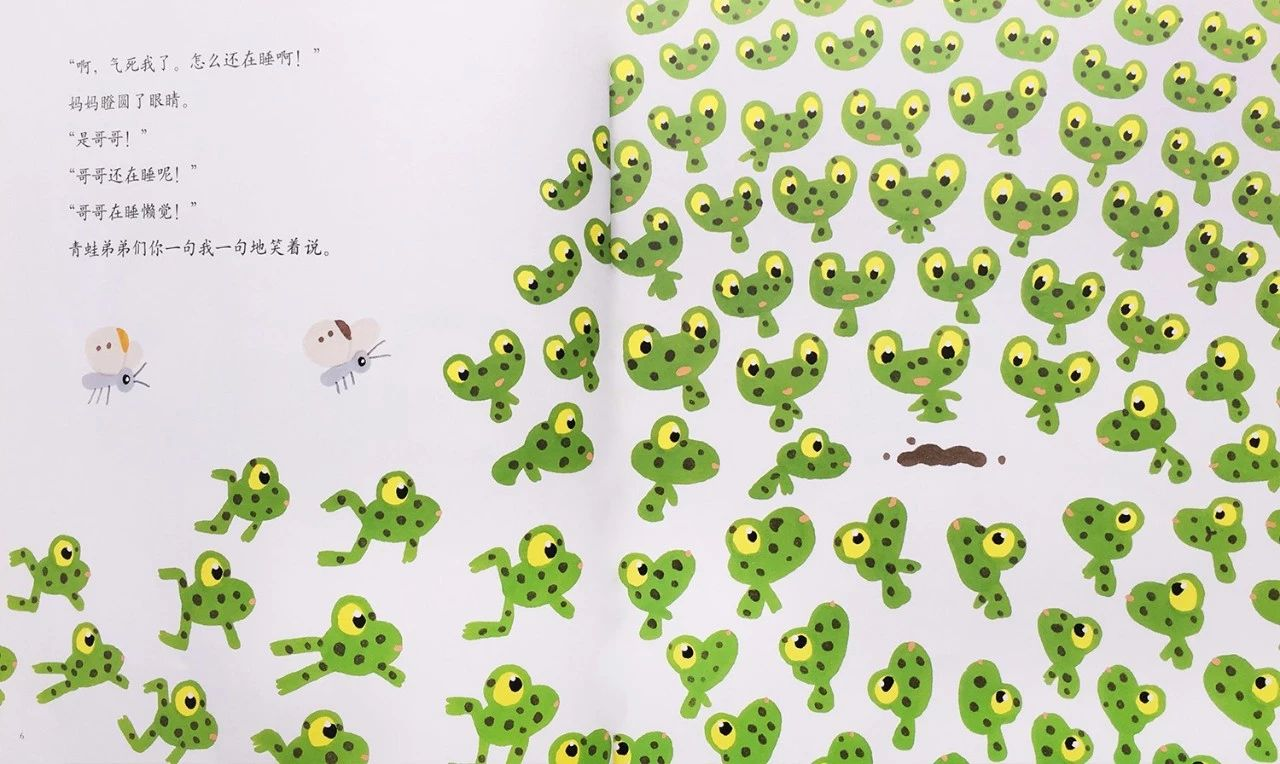 “啊，气死我了。怎么还在睡啊！”
妈妈瞪圆了眼睛。
“是哥哥！”
“哥哥还在睡呢！”
“哥哥在睡懒觉！”
青蛙弟弟们你一句我一句地笑着说。
6